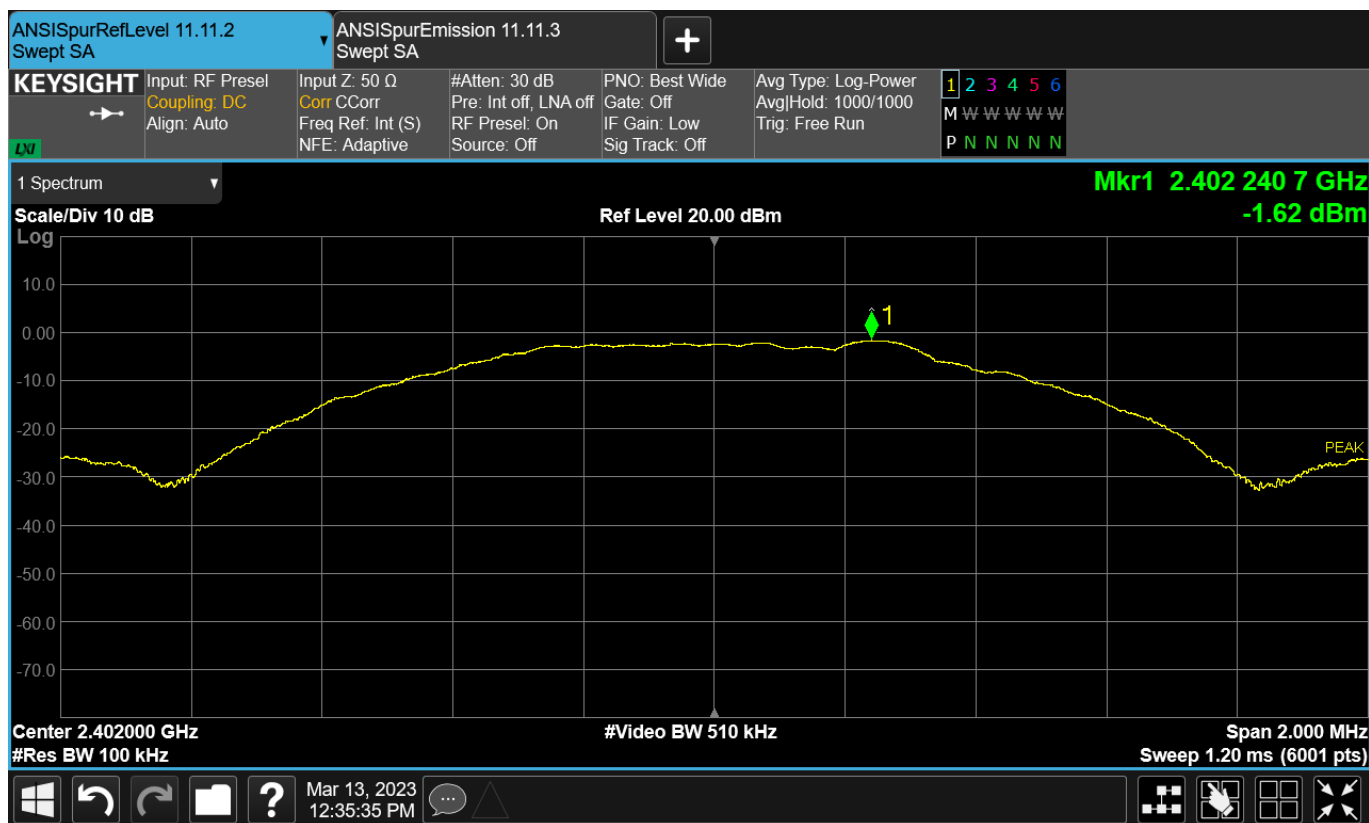 ANSISpurRefLevel 11.11.2
Swept SA
ANSISpurEmission 11.11.3
Swept SA
KEYSIGHT
LXI
Input: RF Presel
Coupling: DC
Align: Auto
Input Z: 50 Ω
Corr CCorr
Freq Ref: Int (S)
NFE: Adaptive
#Atten: 30 dB
Pre: Int off, LNA off
RF Presel: On
Source: Off
PNO: Best Wide
Gate: Off
IF Gain: Low
Sig Track: Off
Avg Type: Log-Power
Avg|Hold: 1000/1000
Trig: Free Run
1 2 3 4 5 6
M W W W W W
P N N N N N
1 Spectrum
Mkr1 2.402 240 7 GHz
-1.62 dBm
Scale/Div 10 dB
Ref Level 20.00 dBm
Log
10.0
0.00
-10.0
-20.0
-30.0
-40.0
-50.0
-60.0
-70.0
1
PEAK
Center 2.402000 GHz
#Video BW 510 kHz
Span 2.000 MHz
#Res BW 100 kHz
Sweep 1.20 ms (6001 pts)
?
Mar 13, 2023
12:35:35 PM